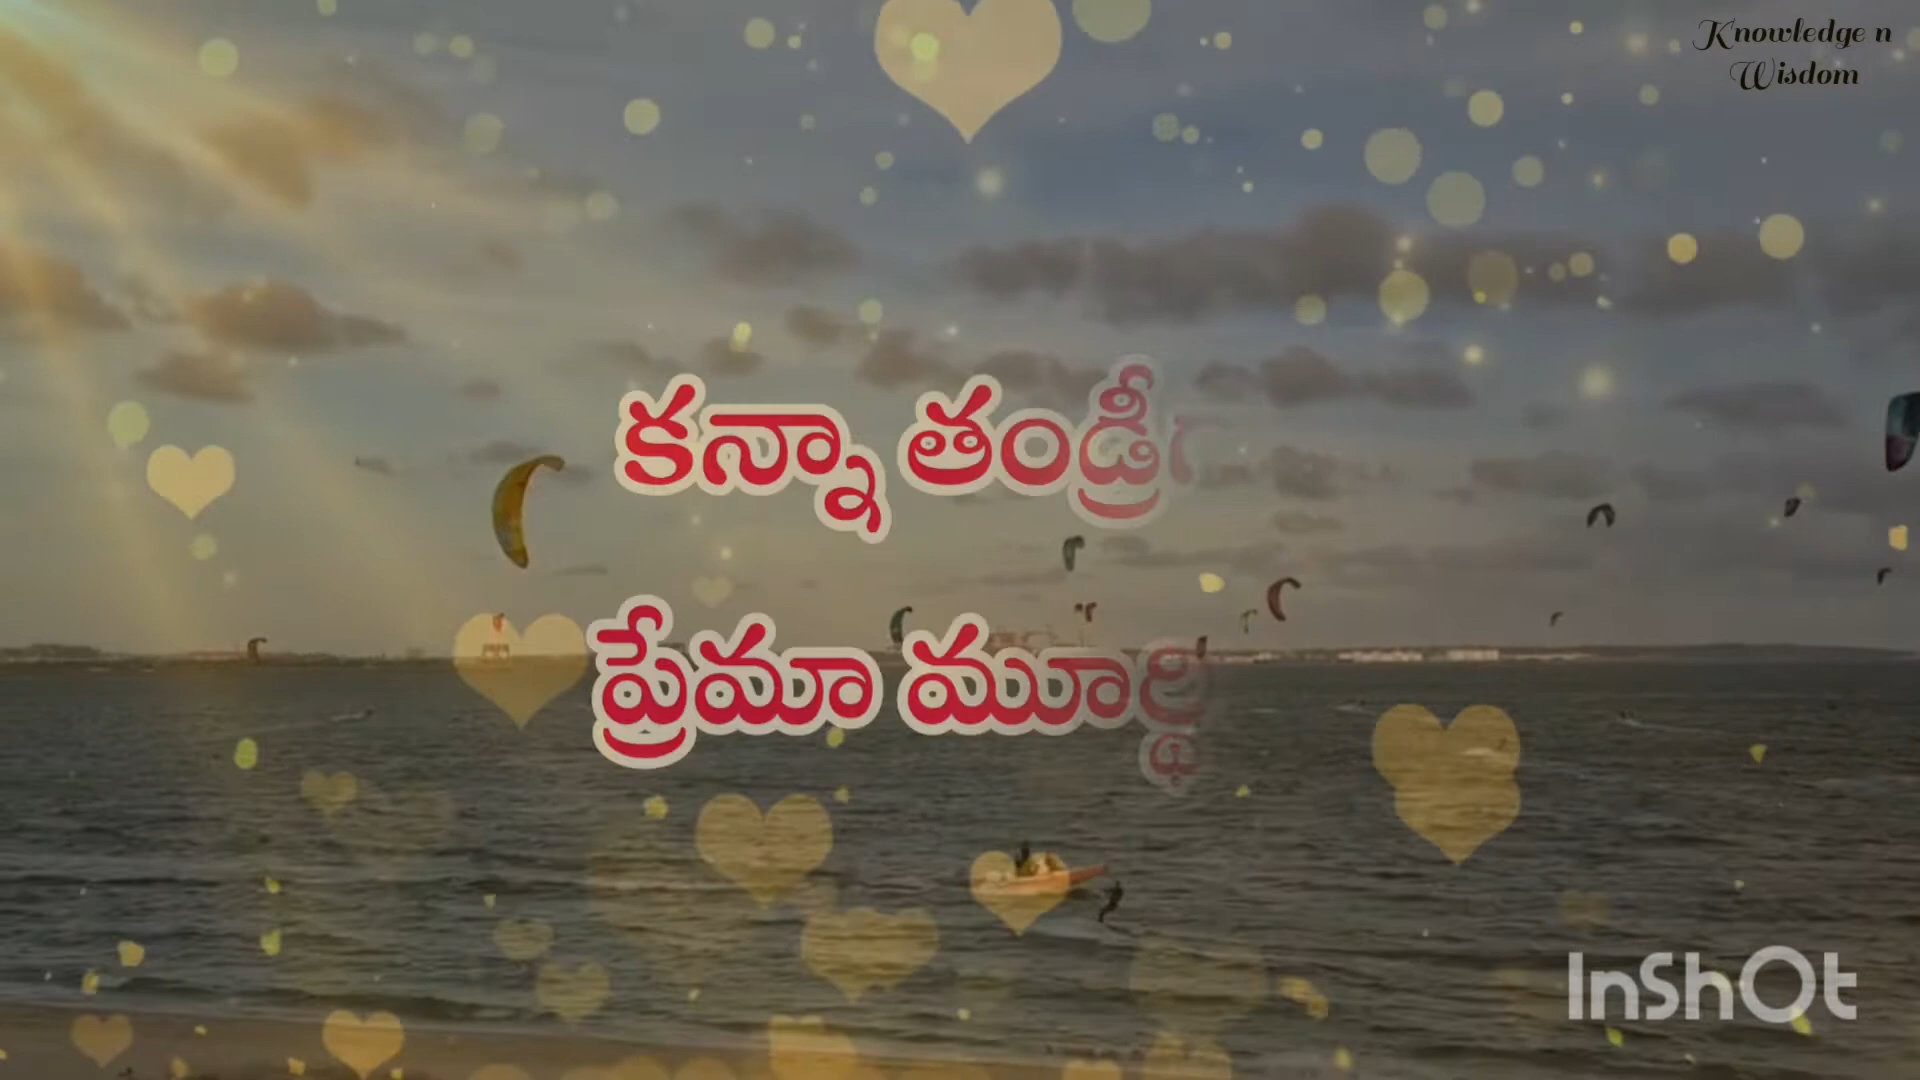 Knowledge n
Wisdom
కన్నా తండ్రీగా
ప్రేమా మూర్థి
InShOt